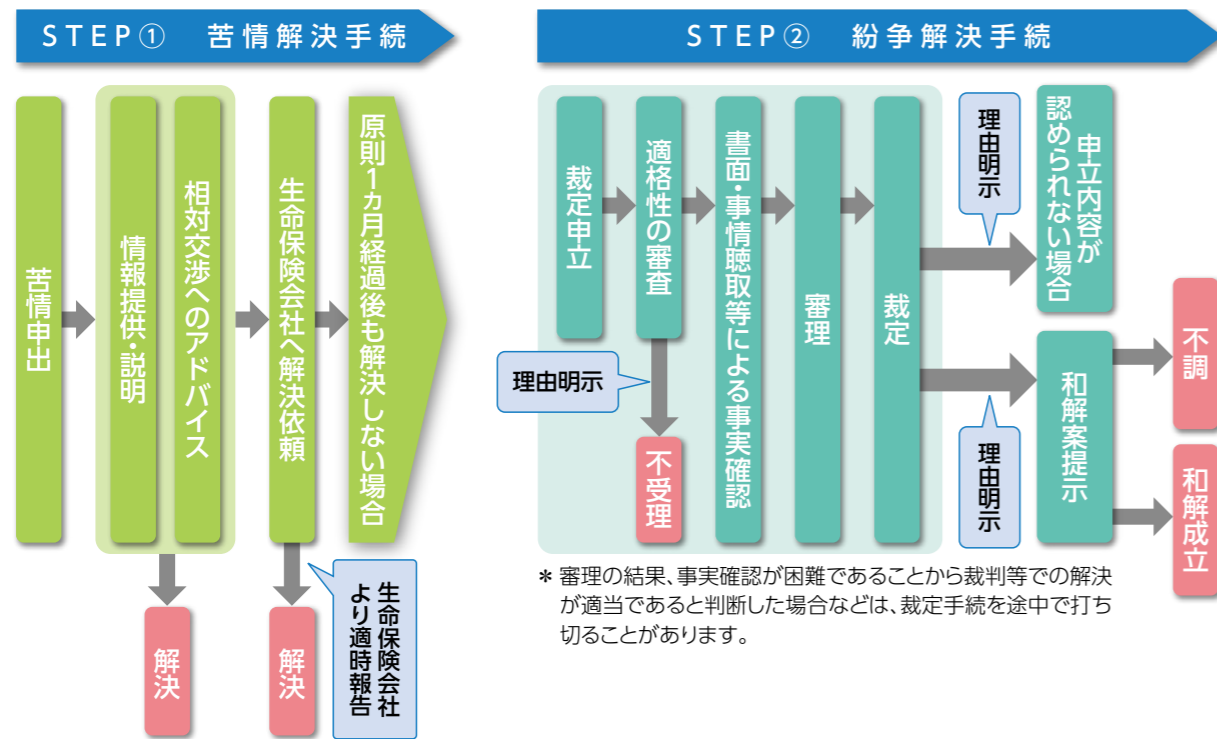 STEP① 苦情解決手続
苦情申出
情報提供・説明
相対交渉へのアドバイス
解決
生命保険会社へ解決依頼
解決
生命保険会社
より適時報告
原則1ヵ月経過後も解決しない場合
STEP② 紛争解決手続
裁定申立
適格性の審査
理由明示
不受理
書面・事情聴取等による事実確認
審理
裁定
理由明示
申立内容が
認められない場合
理由明示
和解案提示
不調
和解成立
* 審理の結果、事実確認が困難であることから裁判等での解決
が適当であると判断した場合などは、裁定手続を途中で打ち
切ることがあります。